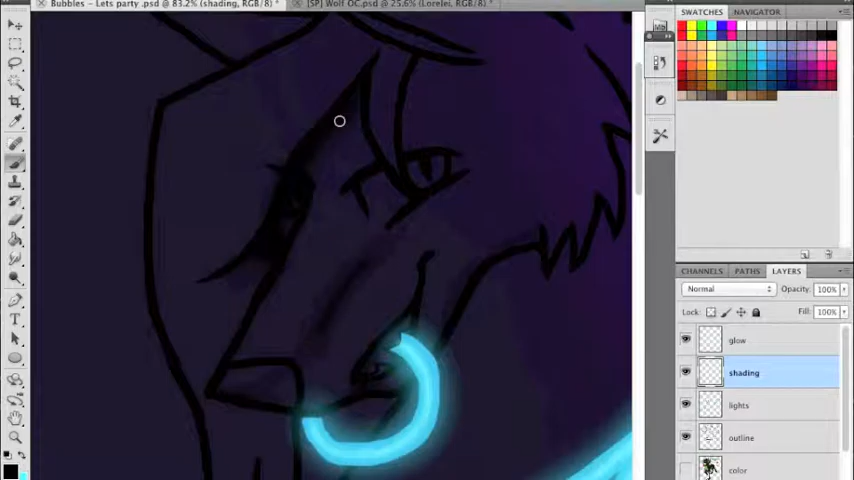 Bubbles – Lets party .psd @ 83.2% (shading, RGB/8) *
[SP] Wolf OC.psd @ 25.6% (Lorelei, RGB/8) *
SWATCHES NAVIGATOR
Mb
CHANNELS PATHS LAYERS
Normal Opacity: 100%
Lock: Fill: 100%
glow
shading
lights
outline
color
T